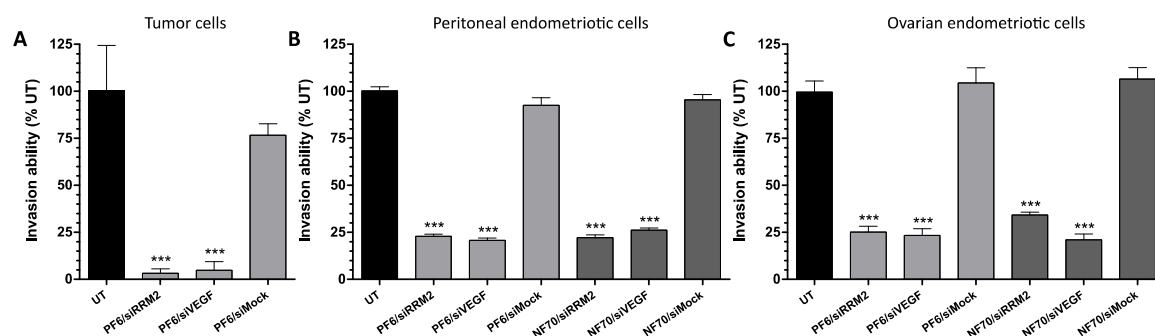 Tumor cells
Peritoneal endometriotic cells
Ovarian endometriotic cells
A
Invasion ability (% UT)
125
100
75
50
25
0
***
***
UT
PF6/siRRM2
PF6/siVEGF
PF6/siMock
B
Invasion ability (% UT)
125
100
75
50
25
0
***
***
***
***
UT
PF6/siRRM2
PF6/siVEGF
PF6/siMock
NF70/siRRM2
NF70/siVEGF
NF70/siMock
C
Invasion ability (% UT)
125
100
75
50
25
0
***
***
***
***
UT
PF6/siRRM2
PF6/siVEGF
PF6/siMock
NF70/siRRM2
NF70/siVEGF
NF70/siMock